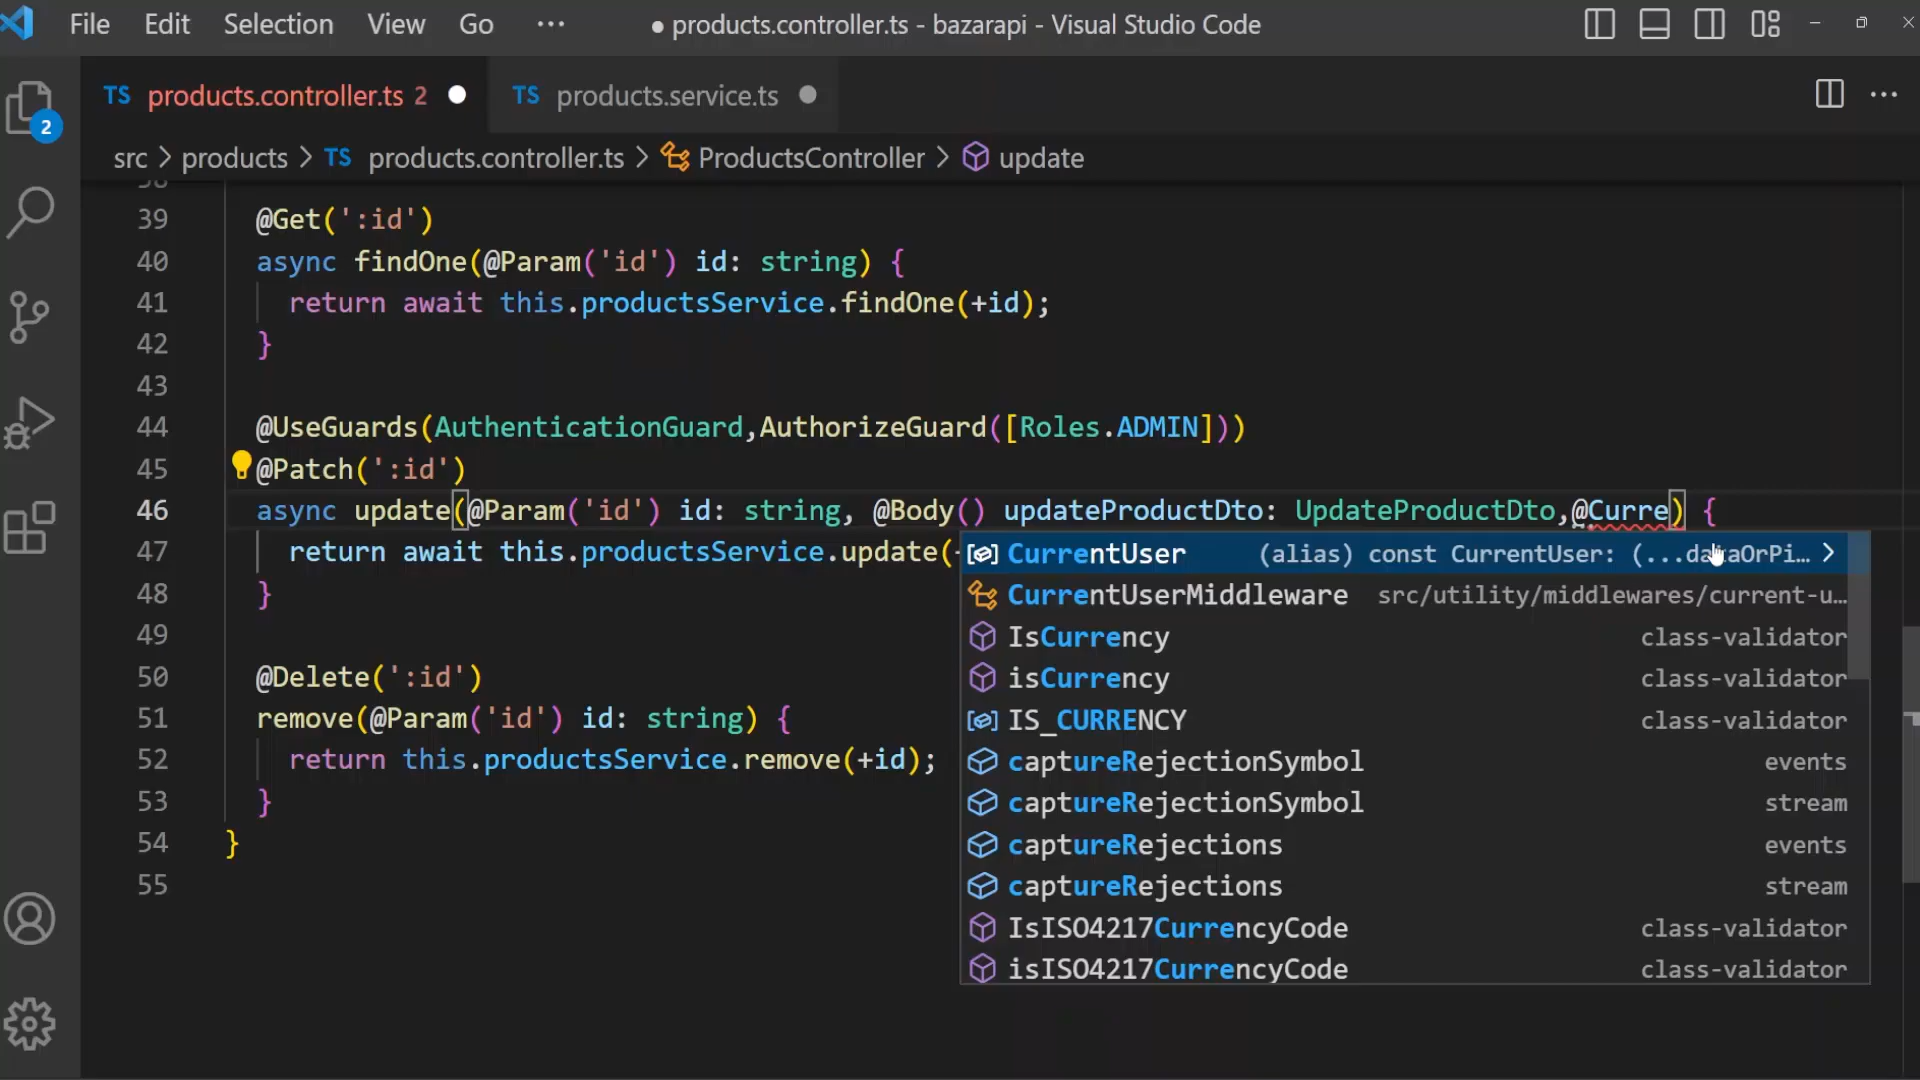 File Edit Selection View Go ··· ● products.controller.ts - bazarapi - Visual Studio Code
TS products.controller.ts 2 ● TS products.service.ts ●
src > products > TS products.controller.ts > ProductsController > update
2
38
39 @Get(':id')
40 async findOne(@Param('id') id: string) {
41 return await this.productsService.findOne(+id);
42 }
43
44 @UseGuards(AuthenticationGuard,AuthorizeGuard([Roles.ADMIN]))
45 @Patch(':id')
46 async update(@Param('id') id: string, @Body() updateProductDto: UpdateProductDto,@Curre) {
47 return await this.productsService.update(
48 }
49
50 @Delete(':id')
51 remove(@Param('id') id: string) {
52 return this.productsService.remove(+id);
53 }
54 }
55
CurrentUser (alias) const CurrentUser: (...dataOrPi… >
CurrentUserMiddleware src/utility/middlewares/current-u…
IsCurrency class-validator
isCurrency class-validator
IS_CURRENCY class-validator
captureRejectionSymbol events
captureRejectionSymbol stream
captureRejections events
captureRejections stream
IsISO4217CurrencyCode class-validator
isISO4217CurrencyCode class-validator